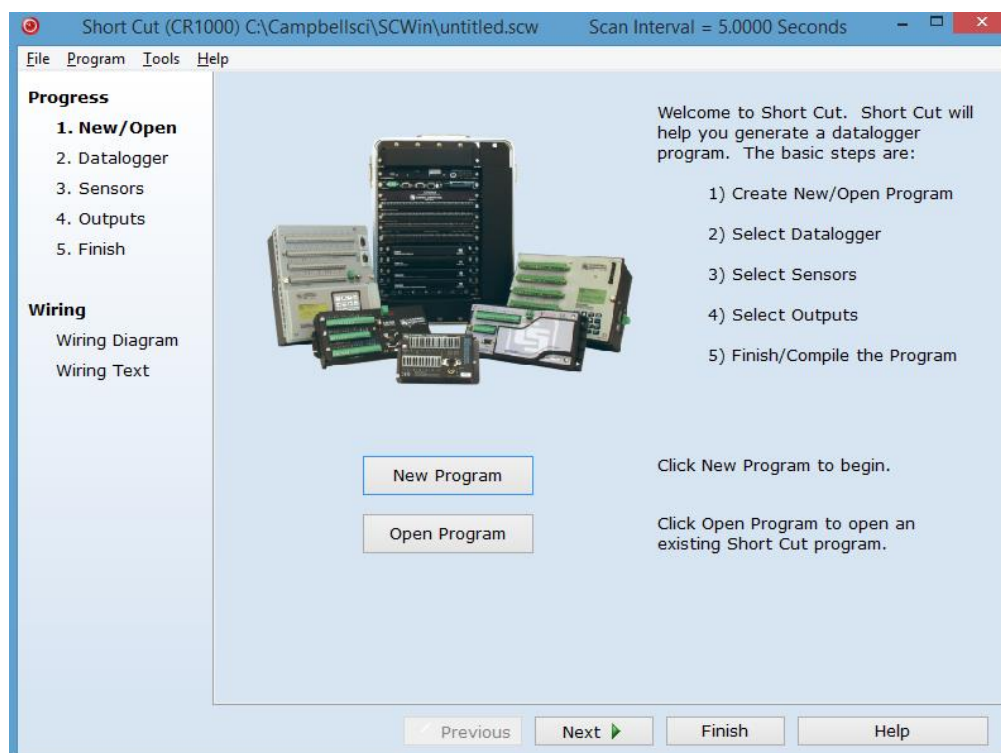 Short Cut (CR1000) C:\Campbellsci\SCWin\untitled.scw Scan Interval = 5.0000 Seconds
File Program Tools Help
Progress
1. New/Open
2. Datalogger
3. Sensors
4. Outputs
5. Finish
Wiring
Wiring Diagram
Wiring Text
Welcome to Short Cut. Short Cut will
help you generate a datalogger
program. The basic steps are:
1) Create New/Open Program
2) Select Datalogger
3) Select Sensors
4) Select Outputs
5) Finish/Compile the Program
New Program
Click New Program to begin.
Open Program
Click Open Program to open an
existing Short Cut program.
Previous Next Finish Help